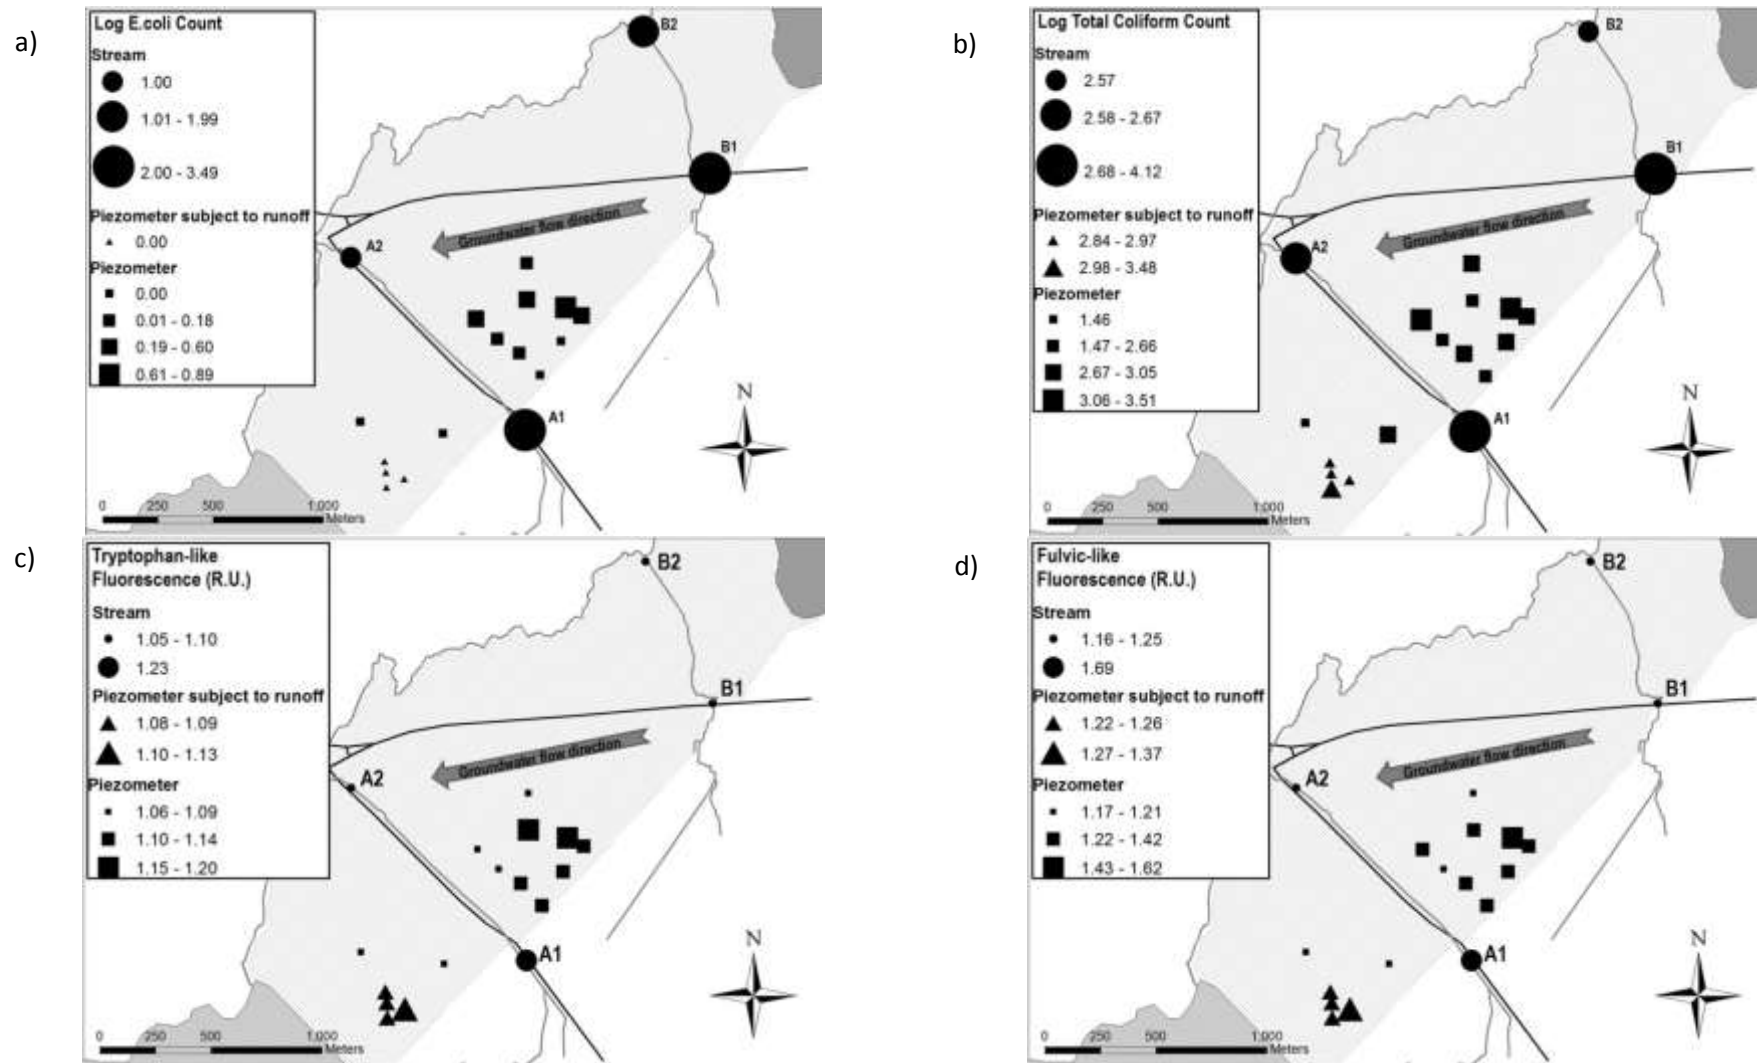 a)
Log E.coli Count
Stream
1.00
1.01 - 1.99
2.00 - 3.49
Piezometer subject to runoff
0.00
Piezometer
0.00
0.01 - 0.18
0.19 - 0.60
0.61 - 0.89
B2
B1
Groundwater flow direction
A2
A1
N
0 250 500 1,000
Meters
b)
Log Total Coliform Count
Stream
2.57
2.58 - 2.67
2.68 - 4.12
Piezometer subject to runoff
2.84 - 2.97
2.98 - 3.48
Piezometer
1.46
1.47 - 2.66
2.67 - 3.05
3.06 - 3.51
B2
B1
Groundwater flow direction
A2
A1
N
0 250 500 1,000
Meters
c)
Tryptophan-like
Fluorescence (R.U.)
Stream
1.05 - 1.10
1.23
Piezometer subject to runoff
1.08 - 1.09
1.10 - 1.13
Piezometer
1.06 - 1.09
1.10 - 1.14
1.15 - 1.20
B2
B1
Groundwater flow direction
A2
A1
N
0 250 500 1,000
Meters
d)
Fulvic-like
Fluorescence (R.U.)
Stream
1.16 - 1.25
1.69
Piezometer subject to runoff
1.22 - 1.26
1.27 - 1.37
Piezometer
1.17 - 1.21
1.22 - 1.42
1.43 - 1.62
B2
B1
Groundwater flow direction
A2
A1
N
0 250 500 1,000
Meters